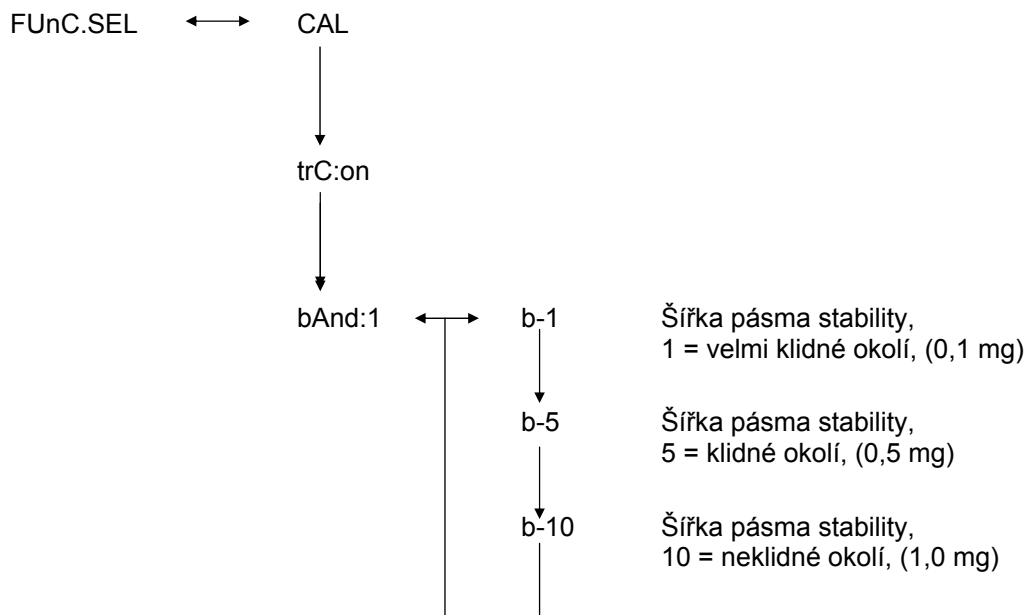 FUnC.SEL CAL
trC:on
bAnd:1 b-1 Šířka pásma stability,
1 = velmi klidné okolí, (0,1 mg)
b-5 Šířka pásma stability,
5 = klidné okolí, (0,5 mg)
b-10 Šířka pásma stability,
10 = neklidné okolí, (1,0 mg)